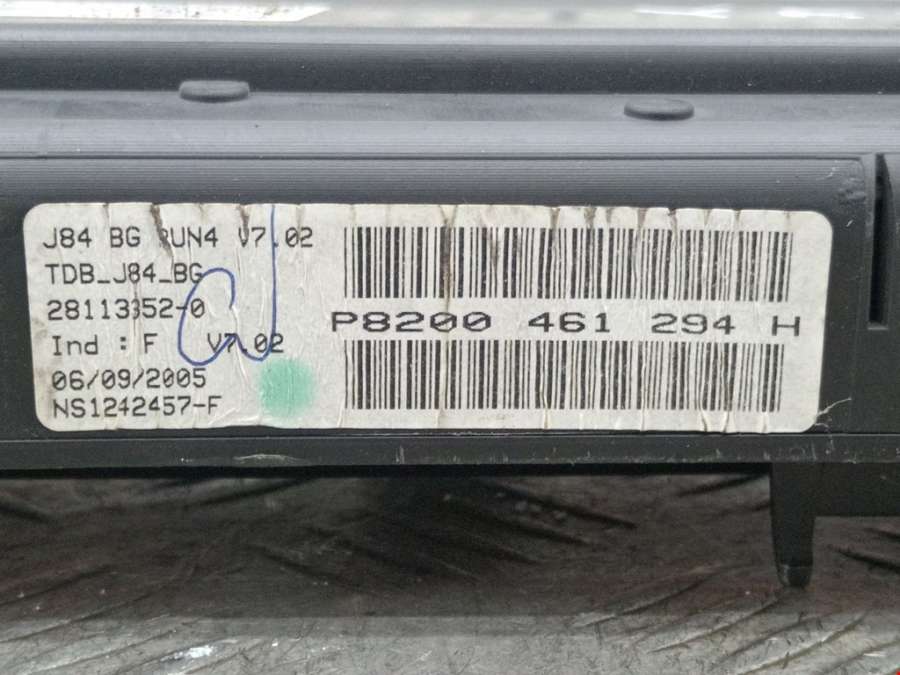 J84 BG RUN4 V7.02
TDB_J84_BG
28113352-0
Ind : F V7.02
06/09/2005
NS1242457-F
P8200 461 294 H